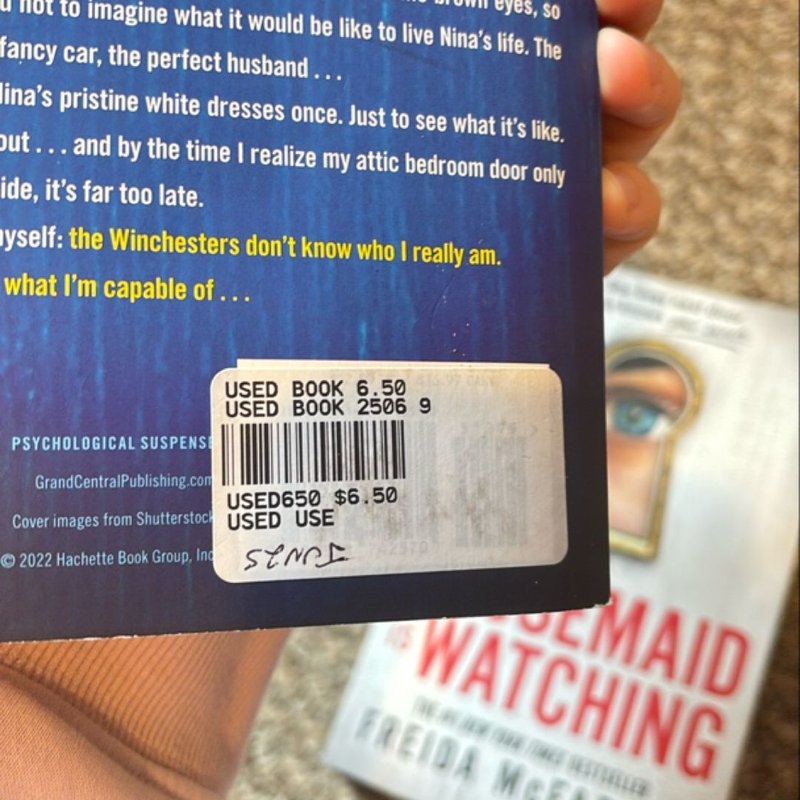 not to imagine what it would be like to live Nina's life. The
fancy car, the perfect husband . . .
pristine white dresses once. Just to see what it's like.
. . . and by the time I realize my attic bedroom door only
it's far too late.
the Winchesters don't know who I really am.
what I'm capable of . . .
USED BOOK 6.50
USED BOOK 2506 9
USED650 $6.50
USED USE
PSYCHOLOGICAL SUSPENSE
GrandCentralPublishing.com
Cover images from Shutterstock
© 2022 Hachette Book Group, Inc
IS
WATCHING
FREIDA